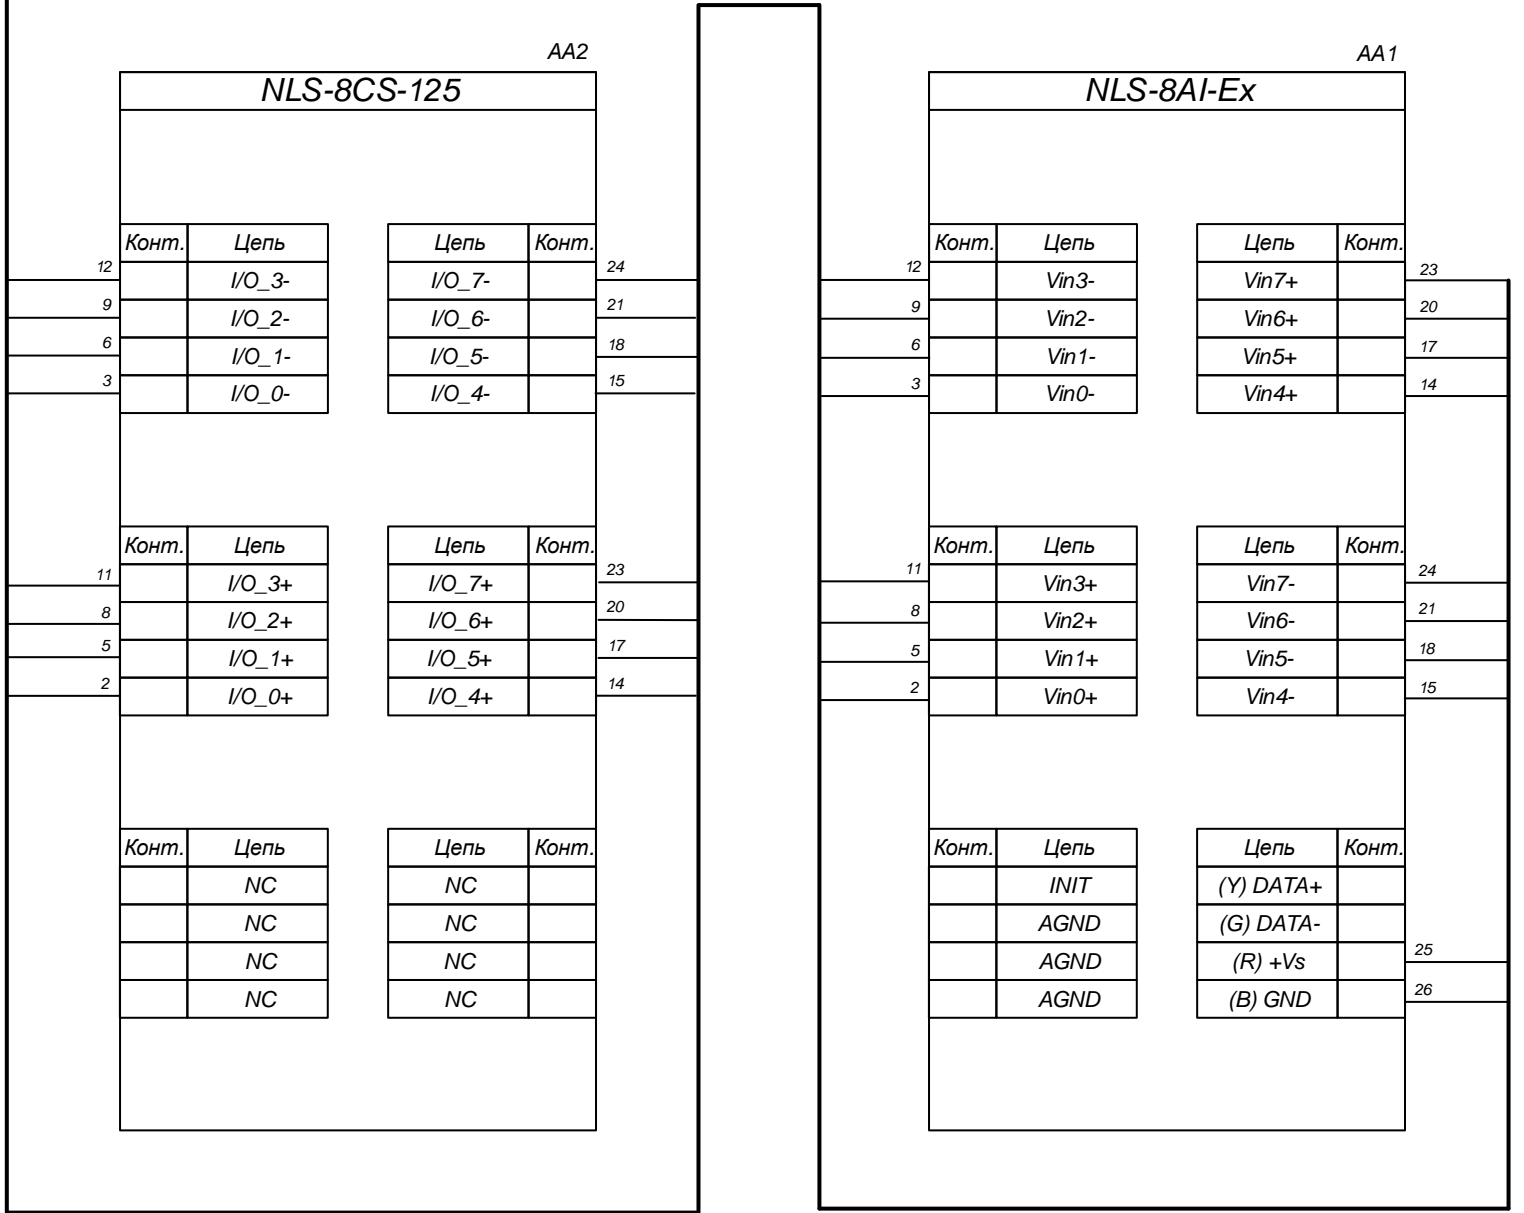 AA2
NLS-8CS-125
Конт. Цепь Цепь Конт.
12 I/O_3- I/O_7- 24
9 I/O_2- I/O_6- 21
6 I/O_1- I/O_5- 18
3 I/O_0- I/O_4- 15
Конт. Цепь Цепь Конт.
11 I/O_3+ I/O_7+ 23
8 I/O_2+ I/O_6+ 20
5 I/O_1+ I/O_5+ 17
2 I/O_0+ I/O_4+ 14
Конт. Цепь Цепь Конт.
NC NC
NC NC
NC NC
NC NC
AA1
NLS-8AI-Ex
Конт. Цепь Цепь Конт.
12 Vin3- Vin7+ 23
9 Vin2- Vin6+ 20
6 Vin1- Vin5+ 17
3 Vin0- Vin4+ 14
Конт. Цепь Цепь Конт.
11 Vin3+ Vin7- 24
8 Vin2+ Vin6- 21
5 Vin1+ Vin5- 18
2 Vin0+ Vin4- 15
Конт. Цепь Цепь Конт.
INIT (Y) DATA+
AGND (G) DATA-
AGND (R) +Vs 25
AGND (B) GND 26